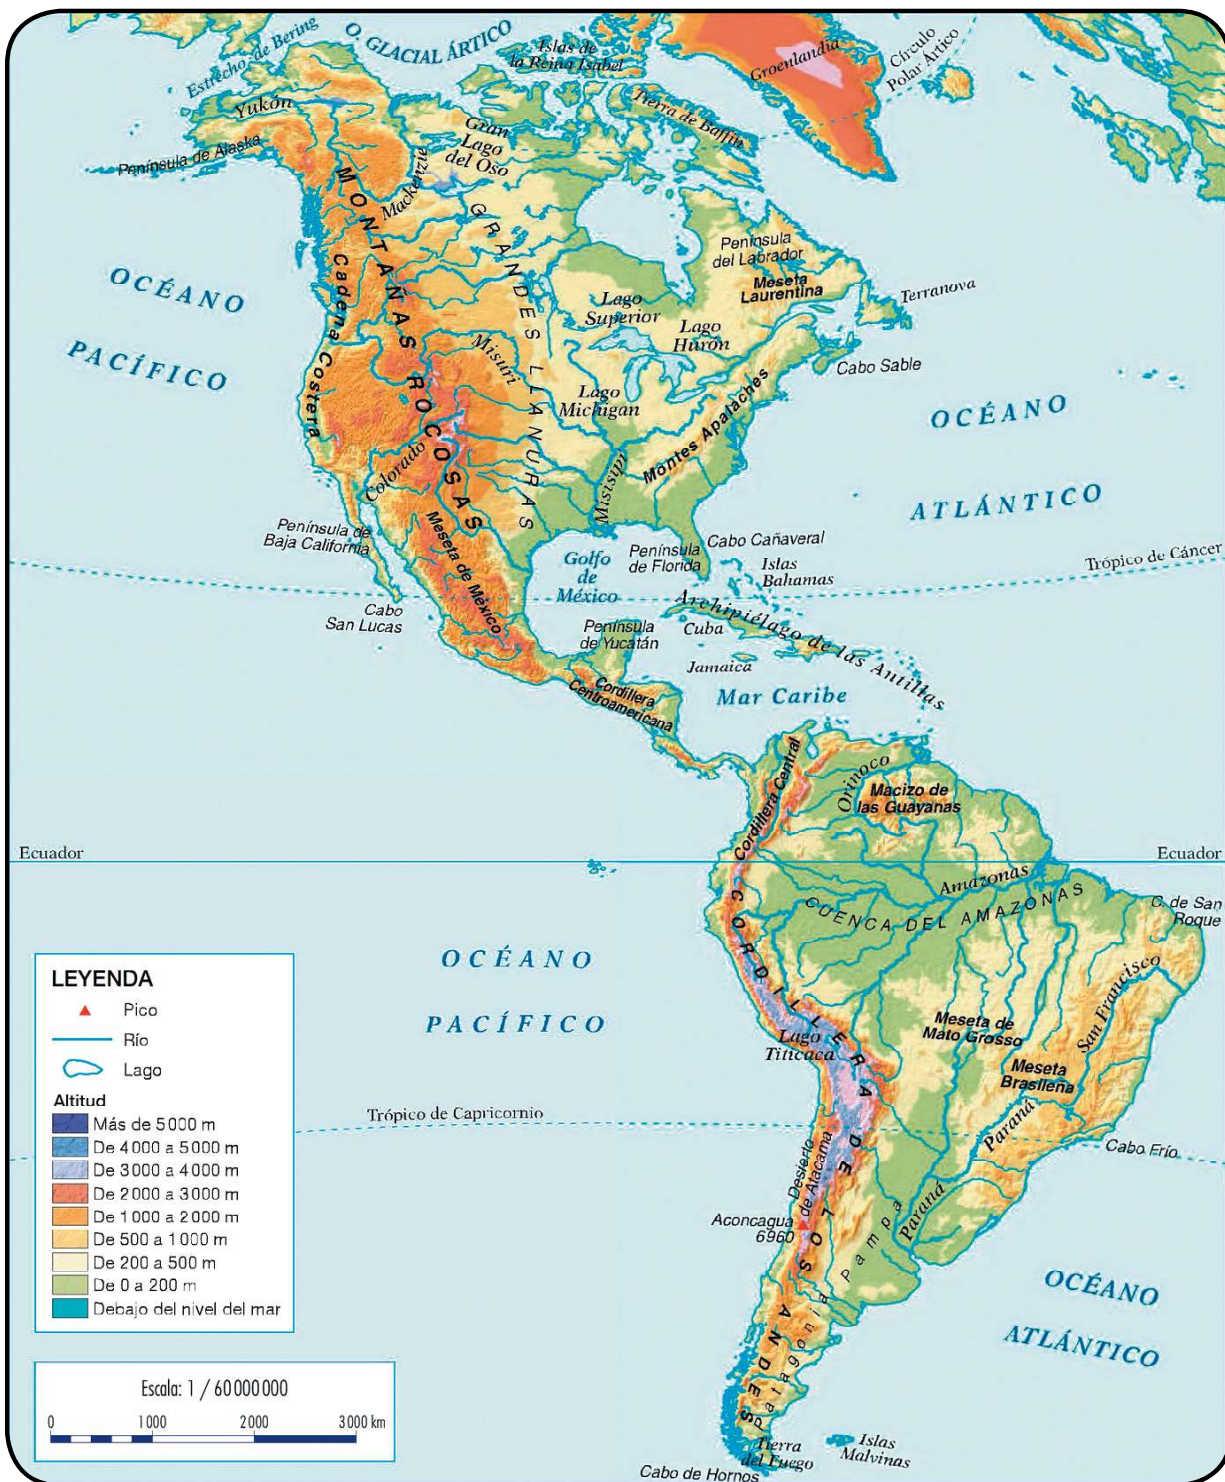 O. GLACIAL ÁRTICO
Estrecho de Bering
Islas de
la Reina Isabel
Groenlandia
Círculo
Polar Ártico
Yukón
Península de Alaska
Gran
Lago
del Oso
Tierra de Baffin
Mackenzie
MONTAÑAS ROCOSAS
GRANDES LLANURAS
Cadena Costera
Península
del Labrador
Meseta
Laurentina
Terranova
OCÉANO
PACÍFICO
Lago
Superior
Lago
Hurón
Misuri
Lago
Michigan
Cabo Sable
Montes Apalaches
OCÉANO
ATLÁNTICO
Colorado
Misisipi
Península de
Baja California
Meseta de México
Golfo
de
México
Península
de Florida
Cabo Cañaveral
Islas
Bahamas
Trópico de Cáncer
Cabo
San Lucas
Península
de Yucatán
Archipiélago de las Antillas
Cuba
Jamaica
Mar Caribe
Cordillera
Centroamericana
Cordillera Central
Orinoco
Macizo de
las Guayanas
Ecuador
Ecuador
Amazonas
CUENCA DEL AMAZONAS
C. de San
Roque
CORDILLERA DE LOS ANDES
OCÉANO
PACÍFICO
Lago
Titicaca
Meseta de
Mato Grosso
San Francisco
Meseta
Brasileña
Trópico de Capricornio
Paraná
Cabo Frío
Desierto
de Atacama
Aconcagua
6960
Paraná
Pampa
Patagonia
OCÉANO
ATLÁNTICO
Tierra
del Fuego
Islas
Malvinas
Cabo de Hornos
LEYENDA
Pico
Río
Lago
Altitud
Más de 5000 m
De 4000 a 5000 m
De 3000 a 4000 m
De 2000 a 3000 m
De 1000 a 2000 m
De 500 a 1000 m
De 200 a 500 m
De 0 a 200 m
Debajo del nivel del mar
Escala: 1 / 60000000
0 1000 2000 3000 km